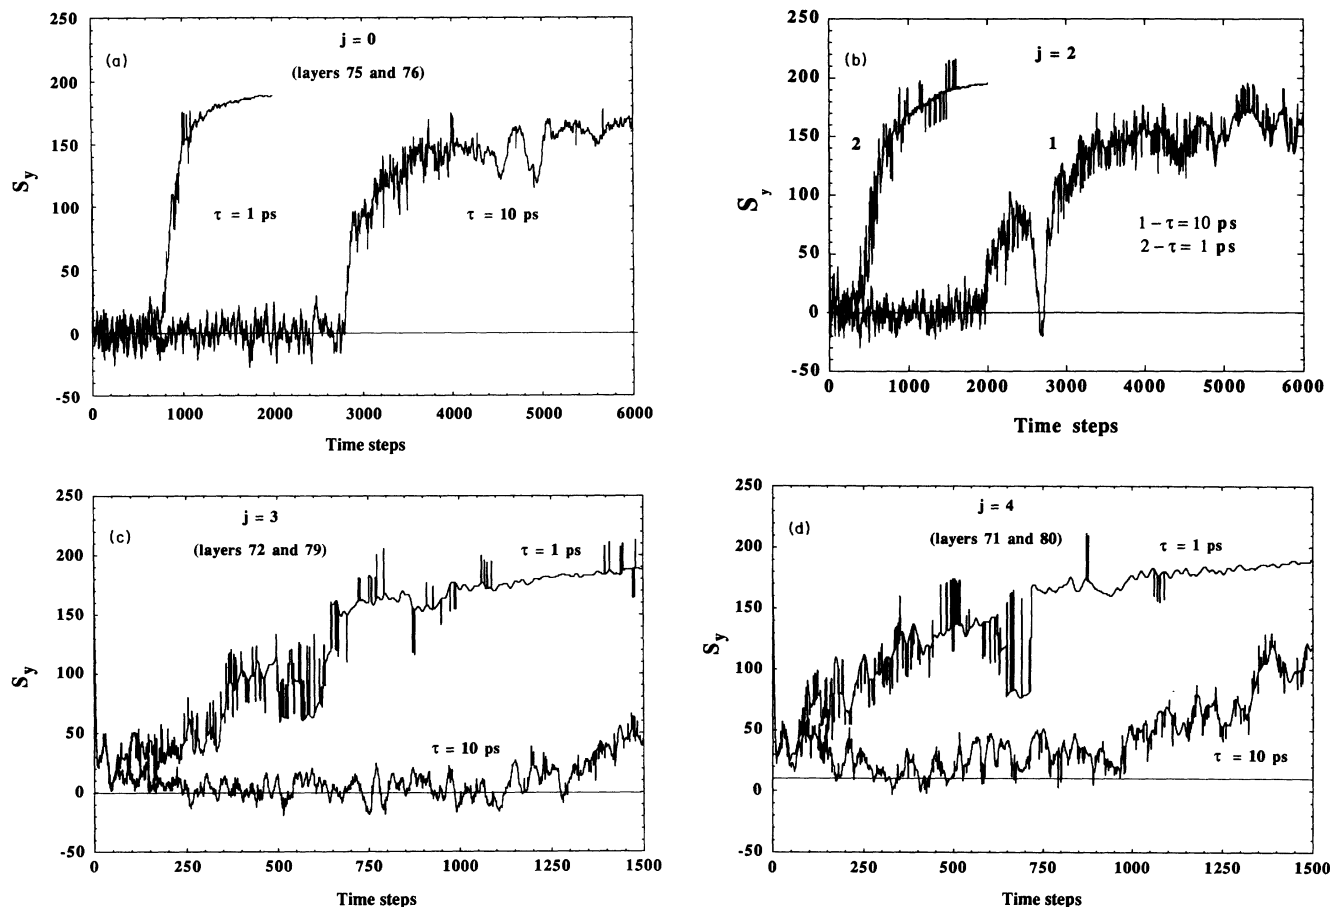 (a)
j = 0
(layers 75 and 76)
τ = 1 ps
τ = 10 ps
250
200
150
100
50
0
-50
S_y
0 1000 2000 3000 4000 5000 6000
Time steps
(b)
j = 2
2
1
1 – τ = 10 ps
2 – τ = 1 ps
250
200
150
100
50
0
-50
S_y
0 1000 2000 3000 4000 5000 6000
Time steps
(c)
j = 3
(layers 72 and 79)
τ = 1 ps
τ = 10 ps
250
200
150
100
50
0
-50
S_y
0 250 500 750 1000 1250 1500
Time steps
(d)
j = 4
(layers 71 and 80)
τ = 1 ps
τ = 10 ps
250
200
150
100
50
0
-50
S_y
0 250 500 750 1000 1250 1500
Time steps